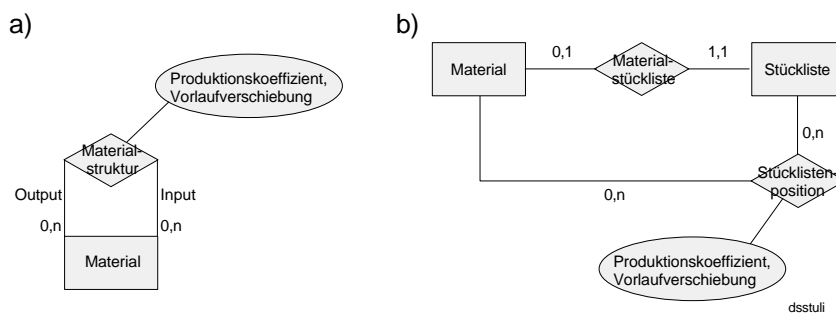 a)
Produktionskoeffizient,
Vorlaufverschiebung
Material-
struktur
Output
Input
0,n
0,n
Material
b)
Material
0,1
Material-
stückliste
1,1
Stückliste
0,n
0,n
Stücklisten-
position
Produktionskoeffizient,
Vorlaufverschiebung
dsstuli